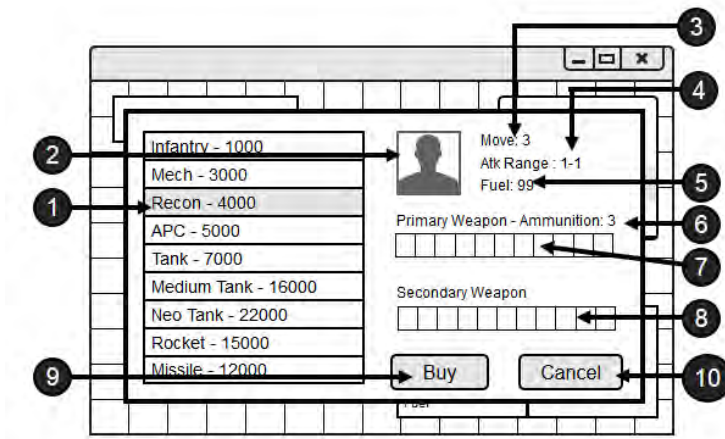 3
4
2
Infantry - 1000
Move: 3
Mech - 3000
Atk Range : 1-1
1
Recon - 4000
Fuel: 99
5
APC - 5000
Primary Weapon - Ammunition: 3
6
Tank - 7000
7
Medium Tank - 16000
Secondary Weapon
Neo Tank - 22000
8
Rocket - 15000
9
Missile - 12000
Buy
Cancel
10
Fuel